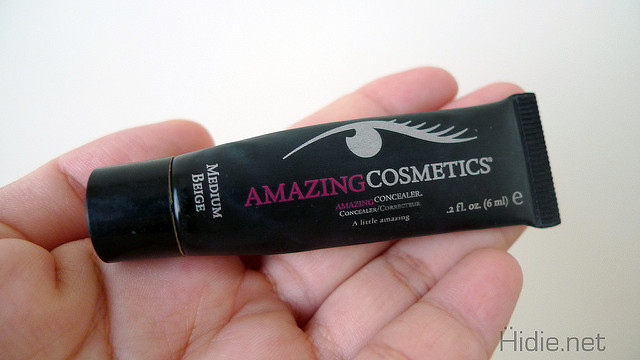 MEDIUM
BEIGE
AMAZINGCOSMETICS®
AMAZINGCONCEALER.
CONCEALER/CORRECTEUR
A little amazing
.2 fl. oz. (6 ml) e
Hidie.net